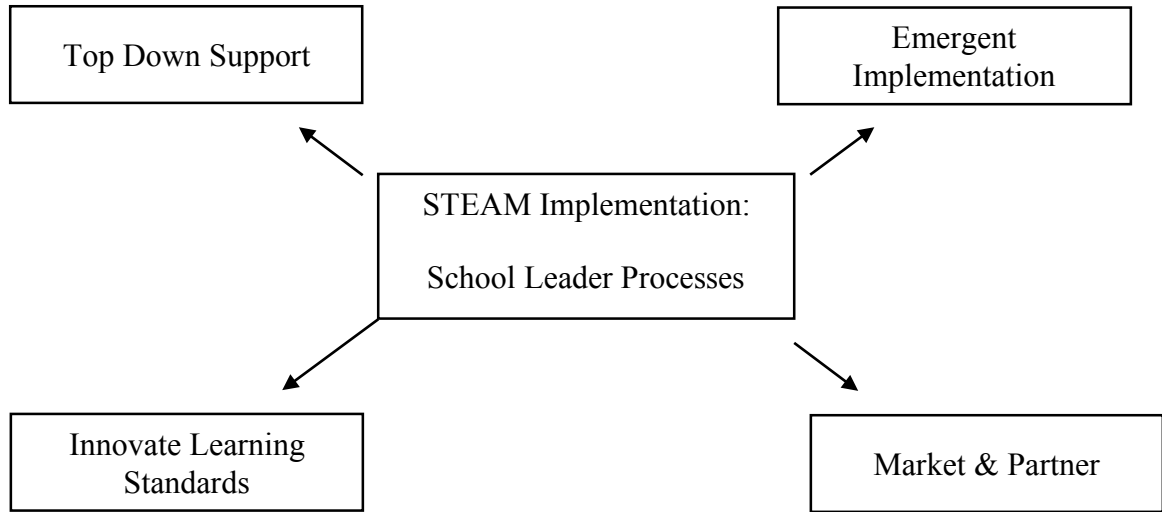 Top Down Support
Emergent
Implementation
STEAM Implementation:
School Leader Processes
Innovate Learning
Standards
Market & Partner